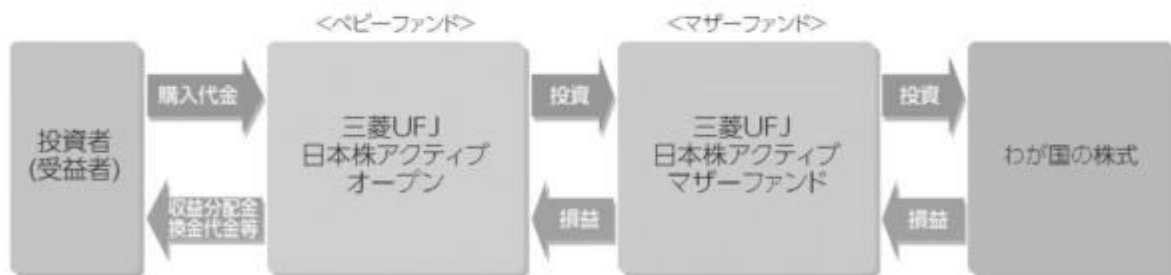 <ベビーファンド>
<マザーファンド>
投資者
(受益者)
購入代金
収益分配金
換金代金等
三菱UFJ
日本株アクティブ
オープン
投資
損益
三菱UFJ
日本株アクティブ
マザーファンド
投資
損益
わが国の株式